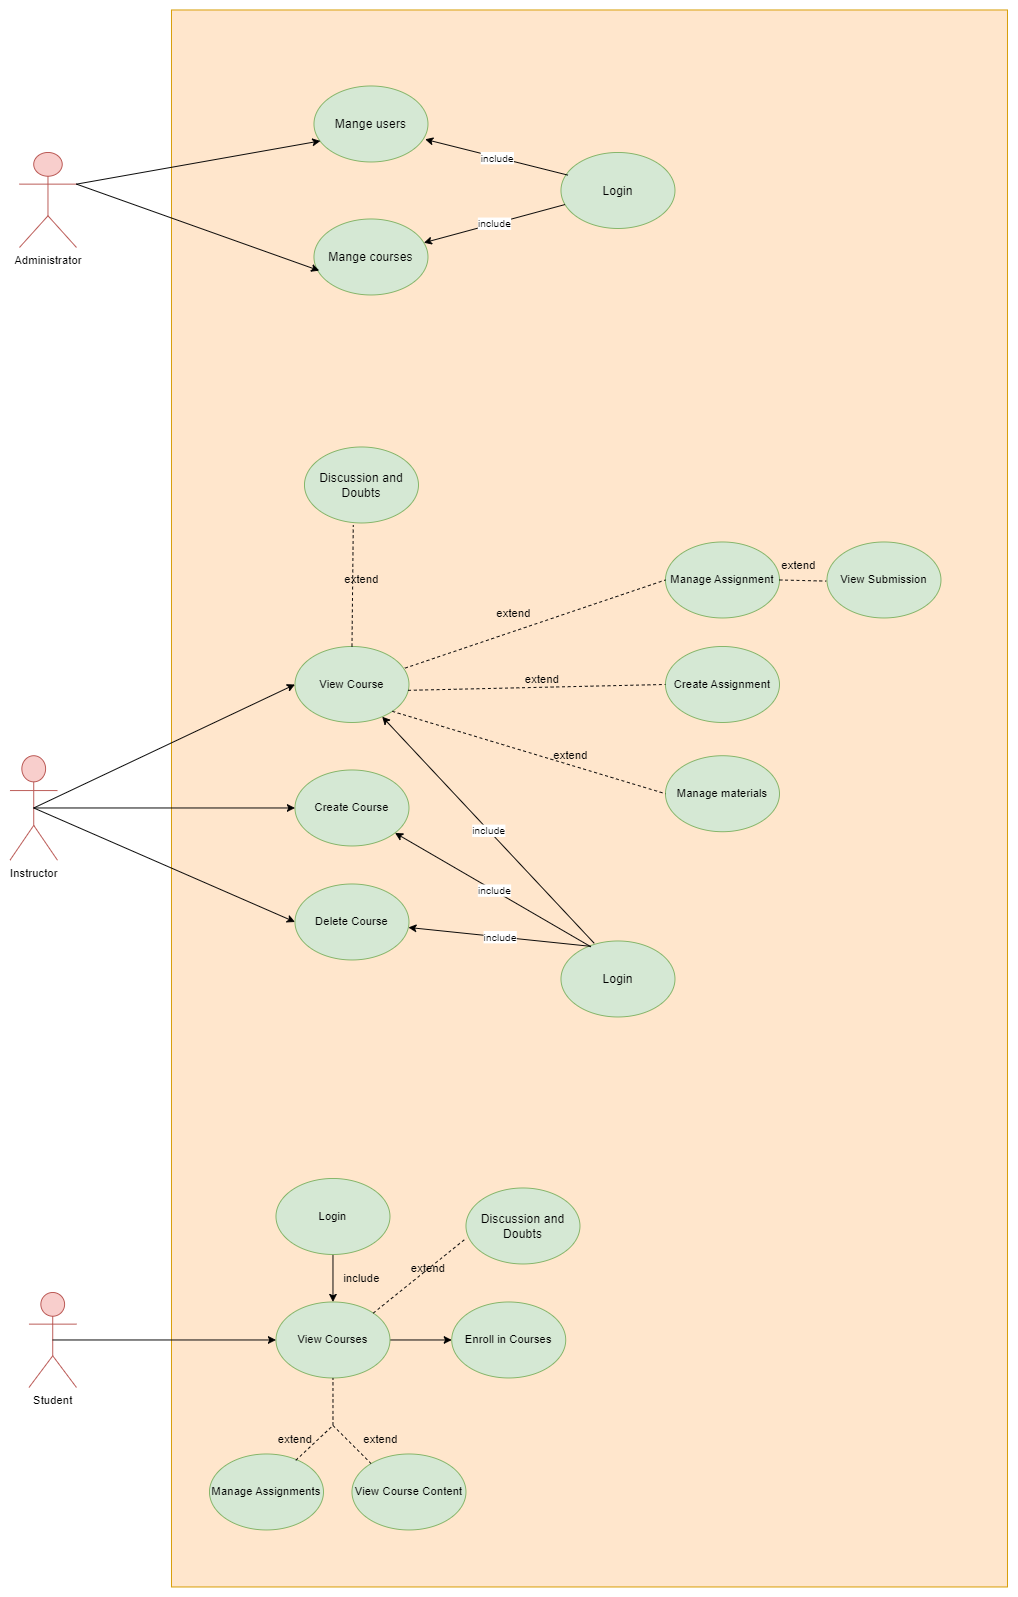 Mange users
include
Login
include
Mange courses
Administrator
Discussion and
Doubts
extend
extend
Manage Assignment
extend
View Submission
View Course
extend
Create Assignment
extend
Manage materials
Create Course
include
include
Instructor
Delete Course
include
Login
Login
Discussion and
Doubts
include
extend
View Courses
Enroll in Courses
Student
extend
extend
Manage Assignments
View Course Content